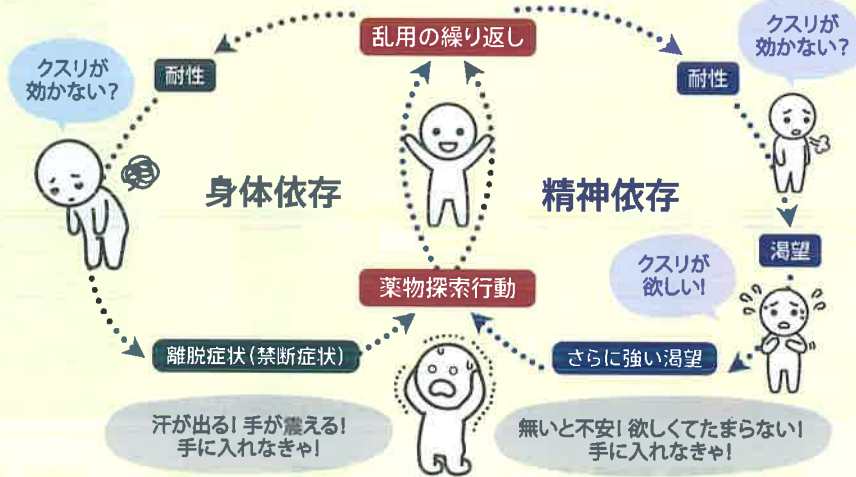 乱用の繰り返し
クスリが
効かない?
耐性
クスリが
効かない?
耐性
身体依存
精神依存
渇望
クスリが
欲しい!
薬物探索行動
離脱症状(禁断症状)
さらに強い渇望
汗が出る! 手が震える!
手に入れなきゃ!
無いと不安! 欲しくてたまらない!
手に入れなきゃ!